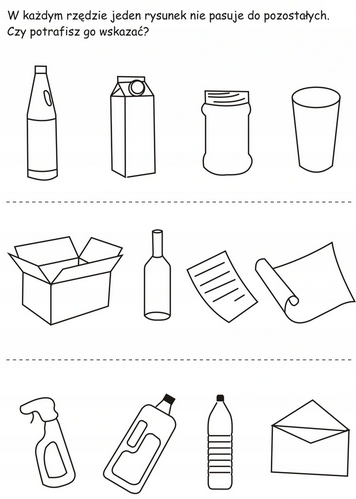 W każdym rzędzie jeden rysunek nie pasuje do pozostałych.
Czy potrafisz go wskazać?